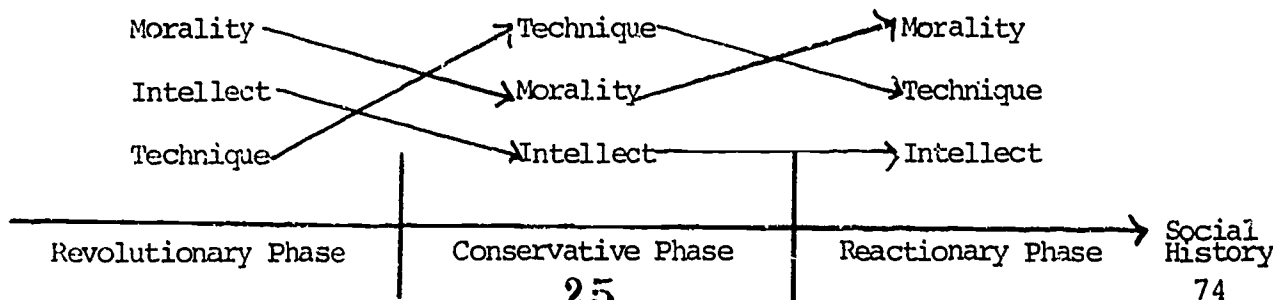 Morality Technique Morality
Intellect Morality Technique
Technique Intellect Intellect
Revolutionary Phase Conservative Phase Reactionary Phase Social History
25 74